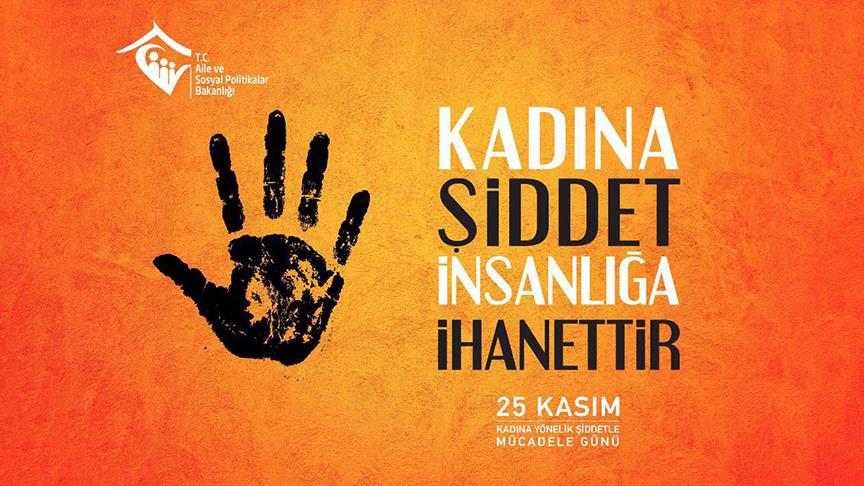 T.C.
Aile ve
Sosyal Politikalar
Bakanlığı
KADINA
ŞİDDET
İNSANLIĞA
İHANETTİR
25 KASIM
KADINA YÖNELİK ŞİDDETLE
MÜCADELE GÜNÜ